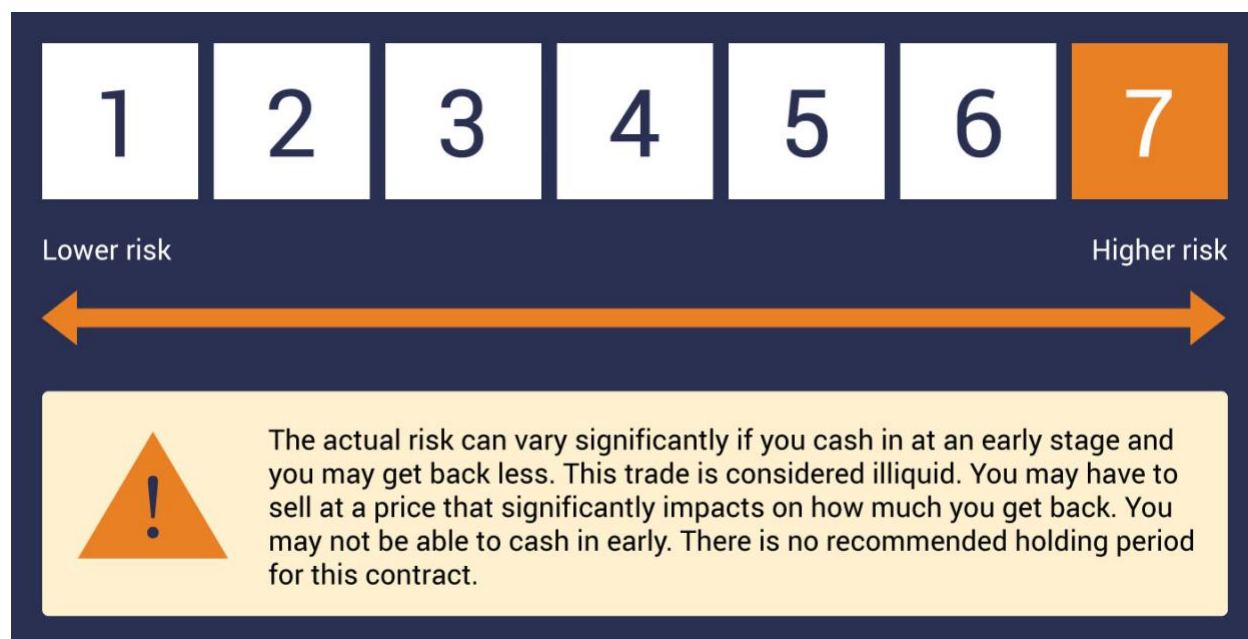 1 2 3 4 5 6 7
Lower risk Higher risk
!
The actual risk can vary significantly if you cash in at an early stage and
you may get back less. This trade is considered illiquid. You may have to
sell at a price that significantly impacts on how much you get back. You
may not be able to cash in early. There is no recommended holding period
for this contract.